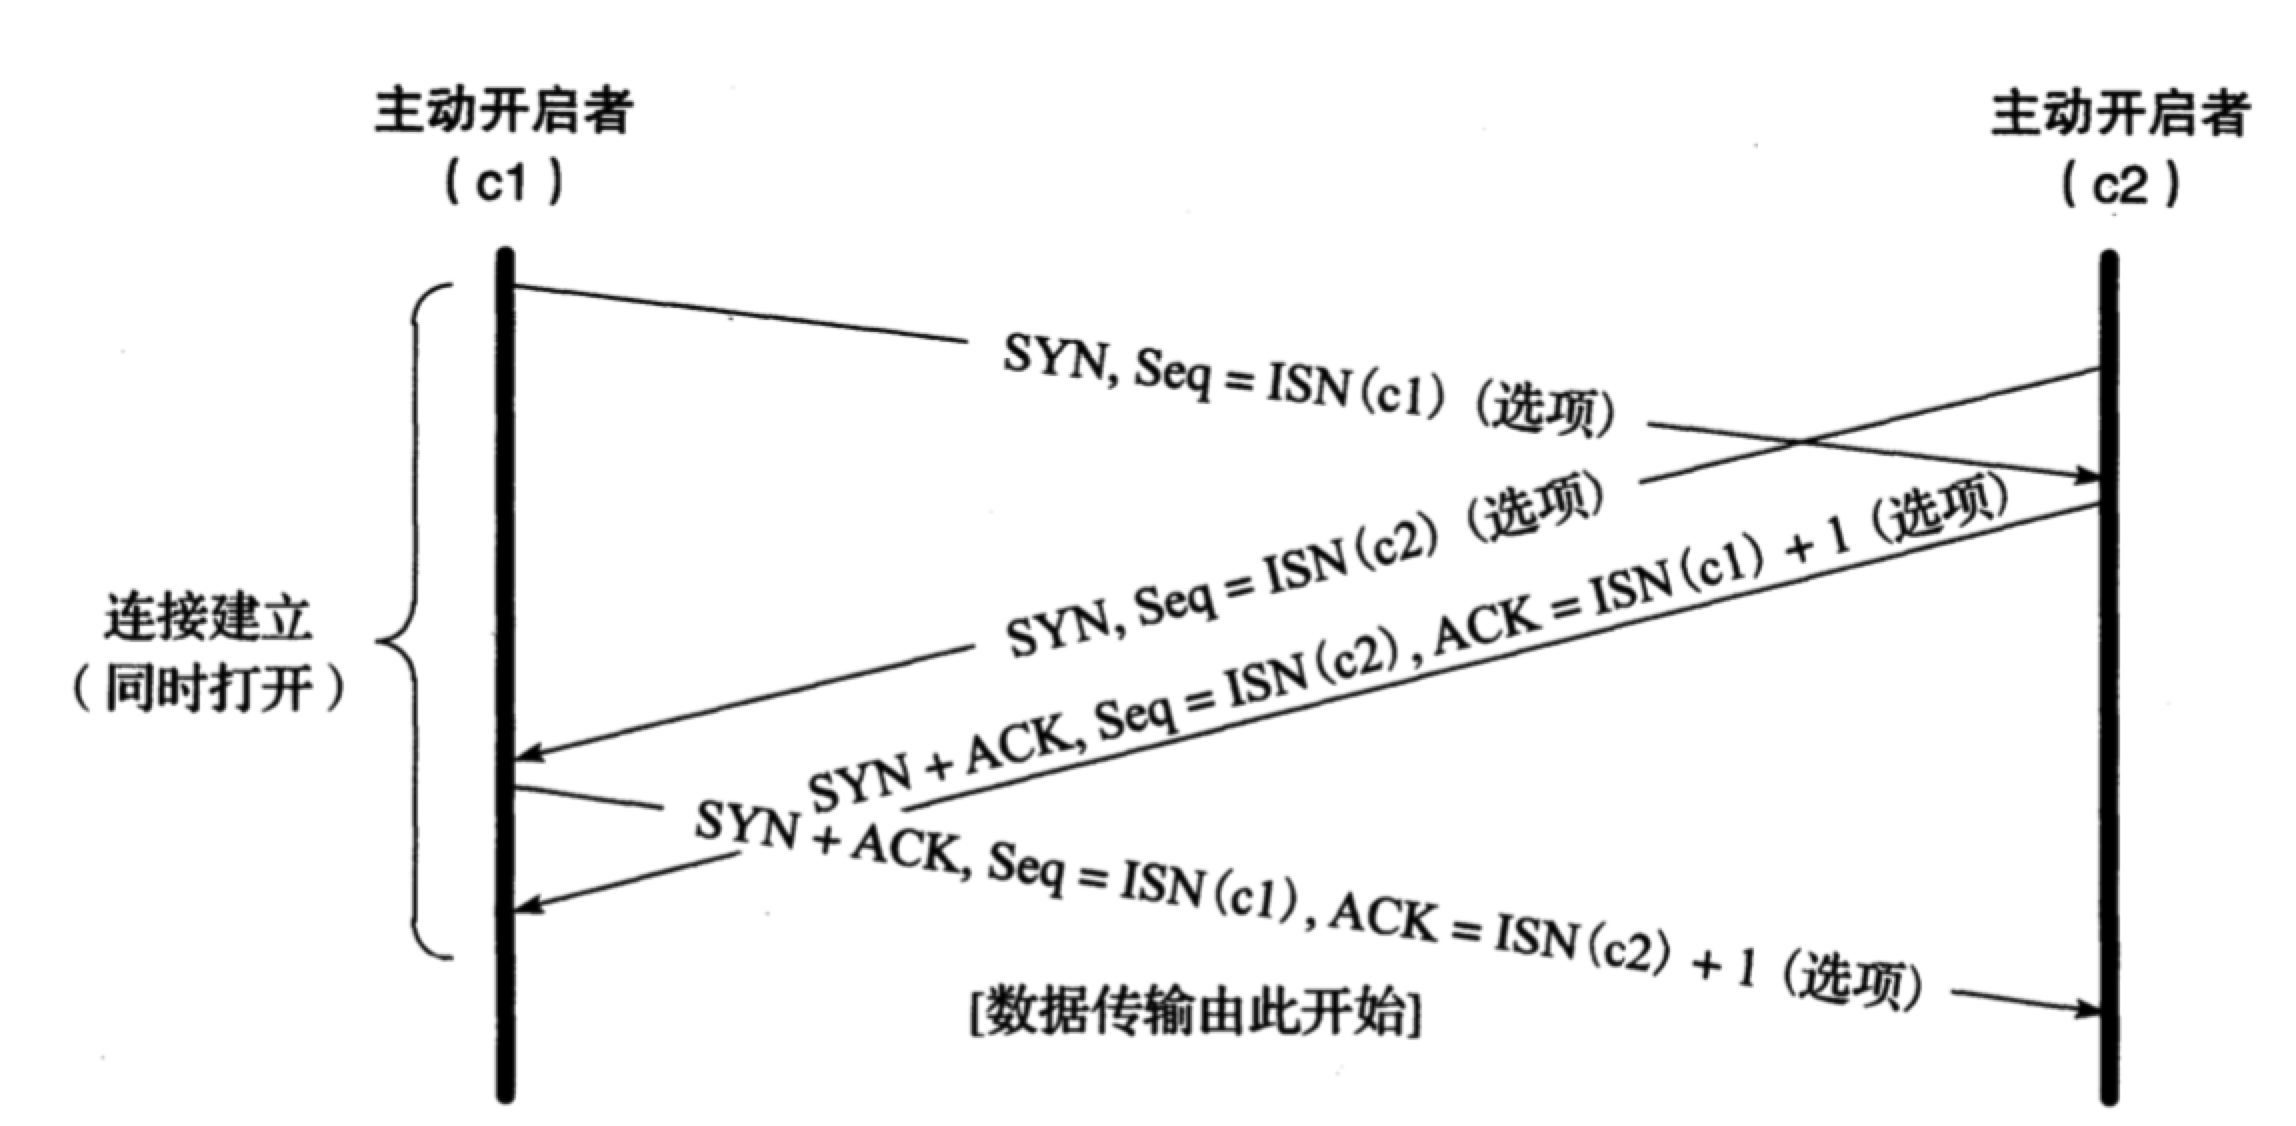 主动开启者
（c1）
主动开启者
（c2）
SYN, Seq = ISN(c1)（选项）
SYN, Seq = ISN(c2)（选项）
SYN + ACK, Seq = ISN(c2), ACK = ISN(c1) + 1（选项）
连接建立
（同时打开）
SYN + ACK, Seq = ISN(c1), ACK = ISN(c2) + 1（选项）
[数据传输由此开始]